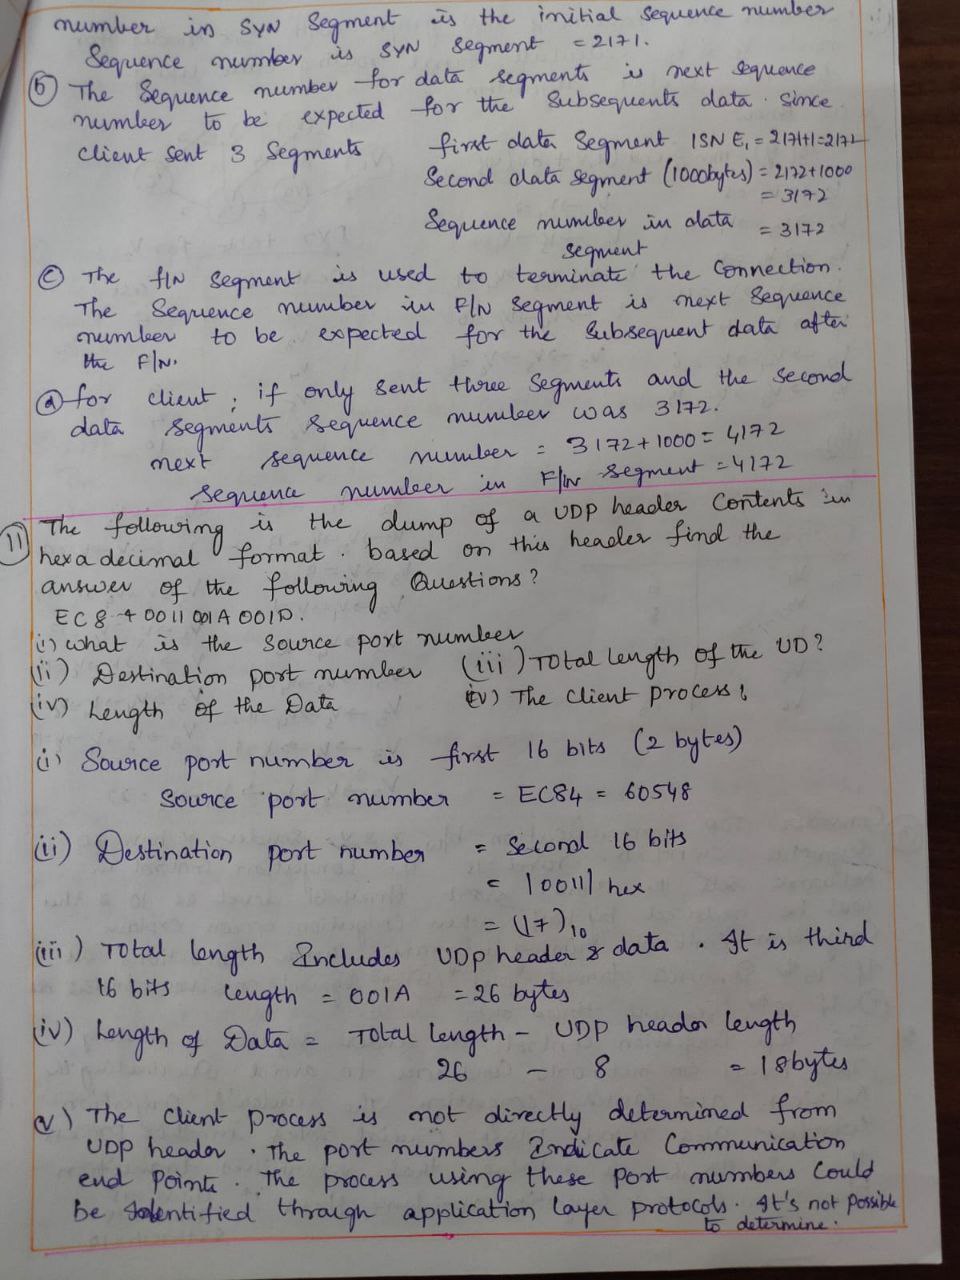 number in SYN Segment is the initial sequence number
Sequence number is SYN segment = 2171.
(b) The Sequence number for data segments is next sequence
number to be expected for the Subsequents data. Since
client sent 3 Segments first data Segment ISN E, = 2171+1=2172
Second data segment (1000bytes) = 2172+1000
= 3172
Sequence number in data = 3172
segment
(c) The FIN Segment is used to terminate the Connection.
The Sequence number in FIN Segment is next Sequence
number to be expected for the Subsequent data after
the FIN.
(a) for client, if only sent three Segments and the second
data segments sequence number was 3172.
next sequence number = 3172+1000 = 4172
sequence number in FIN segment = 4172
(11) The following is the dump of a UDP header Contents in
hexa decimal format. based on this header find the
answer of the following Questions?
EC84 0011 001A 001D.
(i) what is the Source port number
(ii) Destination port number (iii) Total length of the UD?
(iv) Length of the Data (v) The Client process?
(i) Source port number is first 16 bits (2 bytes)
Source port number = EC84 = 60548
(ii) Destination port number = Second 16 bits
= 10011) hex
= (17)10
(iii) Total length Includes UDP header & data. It is third
16 bits length = 001A = 26 bytes
(iv) Length of Data = Total length - UDP header length
26 - 8 = 18bytes
(v) The Client process is not directly determined from
UDP header. The port numbers Indicate Communication
end Points. The process using these Port numbers Could
be Identified through application layer protocols. It's not possible
to determine.